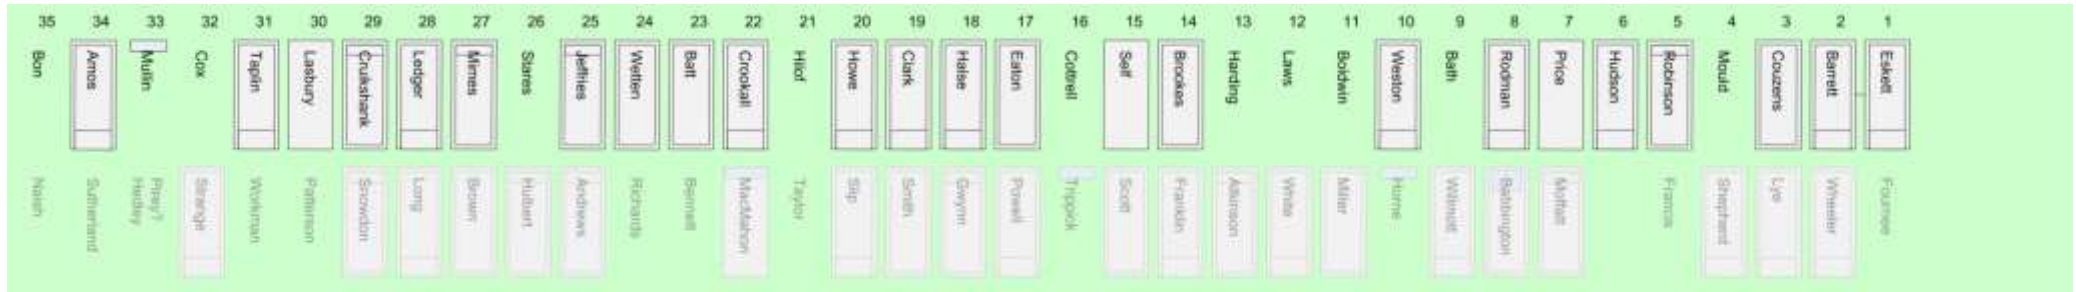 35 34 33 32 31 30 29 28 27 26 25 24 23 22 21 20 19 18 17 16 15 14 13 12 11 10 9 8 7 6 5 4 3 2 1
Bon Amos Mullin Cox Taplin Lasbury Cruikshank Ledger Mimes Stares Jeffries Wetten Batt Crookall Hilof Howe Clark Halse Eaton Cottrell Self Brookes Harding Laws Boldwin Weston Bath Rodman Price Hudson Robinson Mould Couzens Barrett Eskett
Naish Sutherland Pirey? Hedley Strange Workman Patterson Snowdon Long Brown Hulbert Andrews Richards Bennett MacMahon Taylor Slip Smith Gwynn Powell Trippick Scott Franklin Atkinson White Miller Horne Babbington Moffatt Francis Lye Wheeler